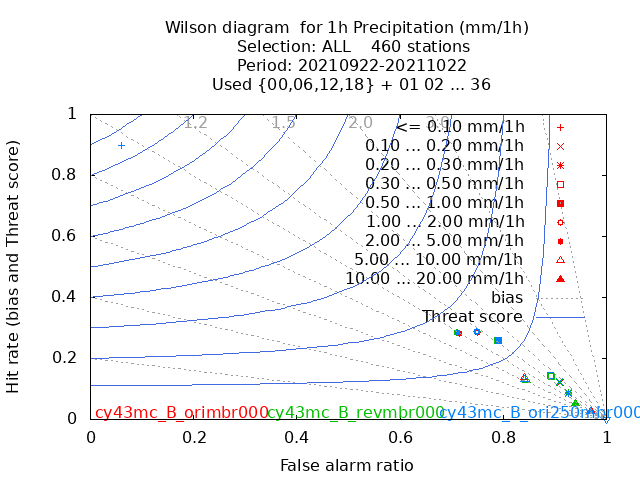 Wilson diagram  for 1h Precipitation (mm/1h)
Selection: ALL    460 stations
Period: 20210922-20211022
Used {00,06,12,18} + 01 02 ... 36
1.2 1.5 2.0 3.0
<= 0.10 mm/1h
0.10 ... 0.20 mm/1h
0.20 ... 0.30 mm/1h
0.30 ... 0.50 mm/1h
0.50 ... 1.00 mm/1h
1.00 ... 2.00 mm/1h
2.00 ... 5.00 mm/1h
5.00 ... 10.00 mm/1h
10.00 ... 20.00 mm/1h
bias
Threat score
Hit rate (bias and Threat score)
1
0.8
0.6
0.4
0.2
0
cy43mc_B_orimbr000 cy43mc_B_revmbr000 cy43mc_B_ori250mbr000
0 0.2 0.4 0.6 0.8 1
False alarm ratio